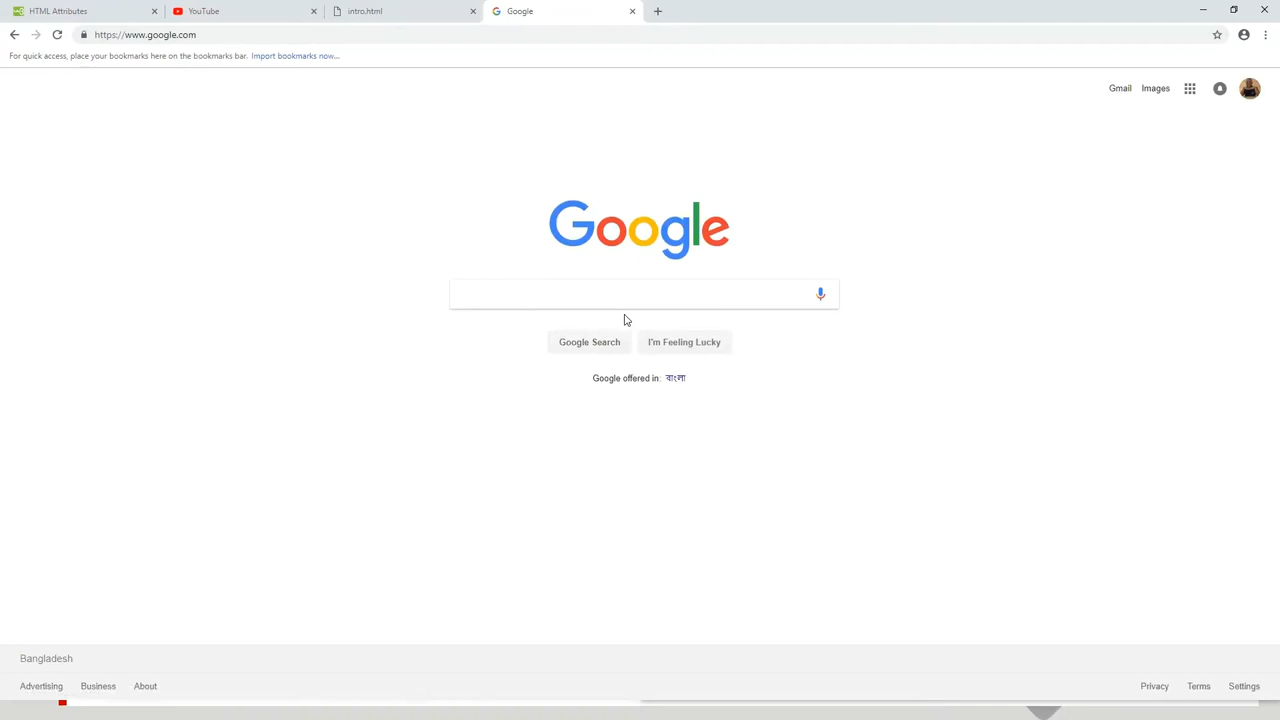 HTML Attributes
YouTube
intro.html
Google
https://www.google.com
For quick access, place your bookmarks here on the bookmarks bar. Import bookmarks now...
Gmail Images
Google
Google Search I'm Feeling Lucky
Google offered in: বাংলা
Bangladesh
Advertising Business About Privacy Terms Settings